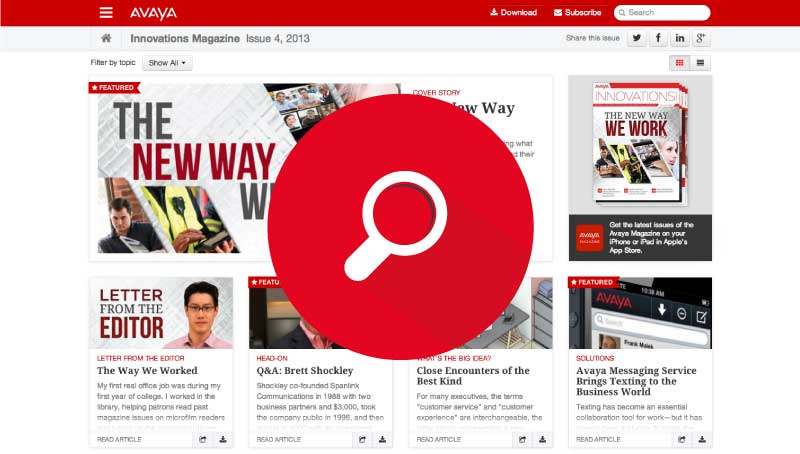 AVAYA
Download
Subscribe
Search
Innovations Magazine Issue 4, 2013
Share this issue
Filter by topic
Show All
FEATURED
THE
NEW WAY
COVER STORY
New Way
ng what
d their
INNOVATIONS
THE NEW WAY
WE WORK
AVAYA
Get the latest issues of the
Avaya Magazine on your
iPhone or iPad in Apple's
App Store.
LETTER
FROM THE
EDITOR
LETTER FROM THE EDITOR
The Way We Worked
My first real office job was during my
first year of college. I worked in the
library, helping patrons read past
magazine issues on microfilm readers
READ ARTICLE
FEATU
HEAD-ON
Q&A: Brett Shockley
Shockley co-founded Spanlink
Communications in 1988 with two
business partners and $3,000, took
the company public in 1996, and then
READ ARTICLE
WHAT'S THE BIG IDEA?
Close Encounters of the
Best Kind
For many executives, the terms
"customer service" and "customer
experience" are interchangeable, the
READ ARTICLE
FEATURED
10:38 AM
AVAYA
Search
Frank Malek
SOLUTIONS
Avaya Messaging Service
Brings Texting to the
Business World
Texting has become an essential
collaboration tool for work—but it has
READ ARTICLE